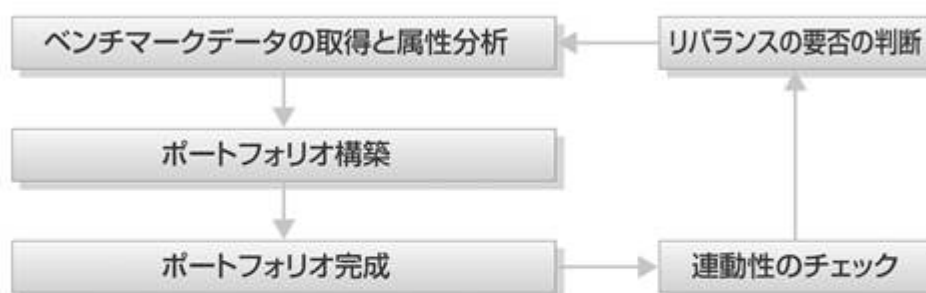 ベンチマークデータの取得と属性分析
リバランスの要否の判断
ポートフォリオ構築
ポートフォリオ完成
連動性のチェック